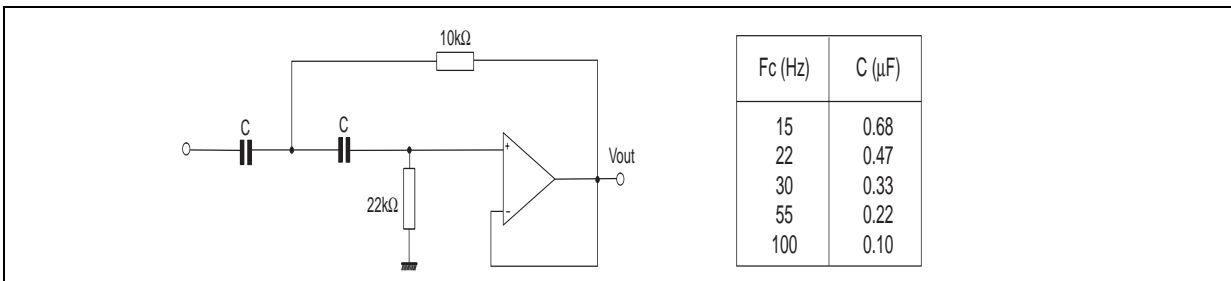 10kΩ
C
C
+
Vout
22kΩ
-
Fc (Hz) C (µF)
15 0.68
22 0.47
30 0.33
55 0.22
100 0.10